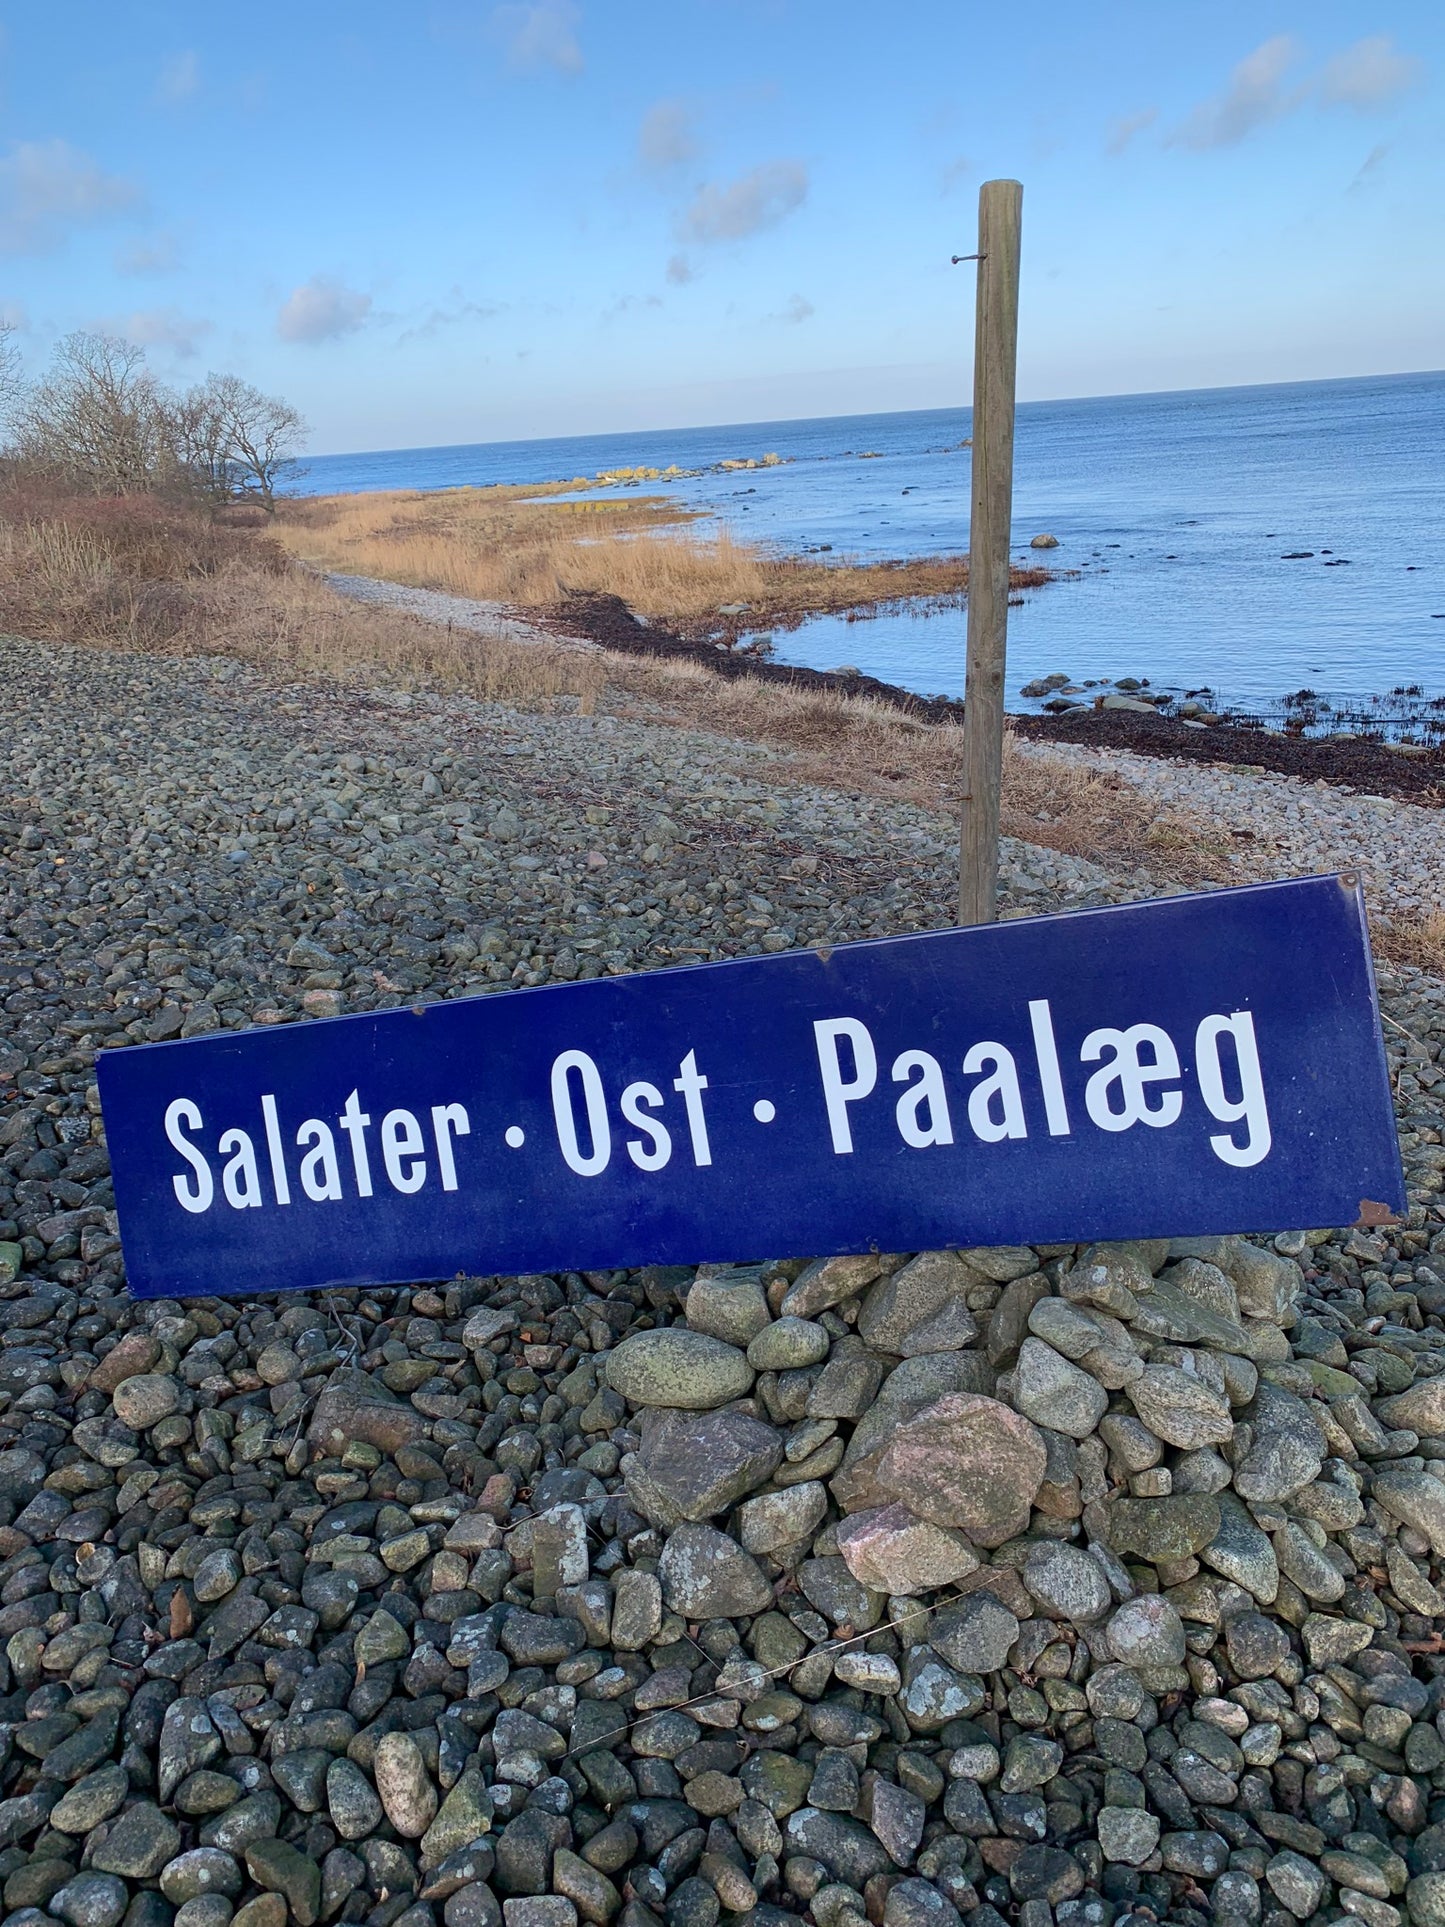 Salater · Ost · Paalæg